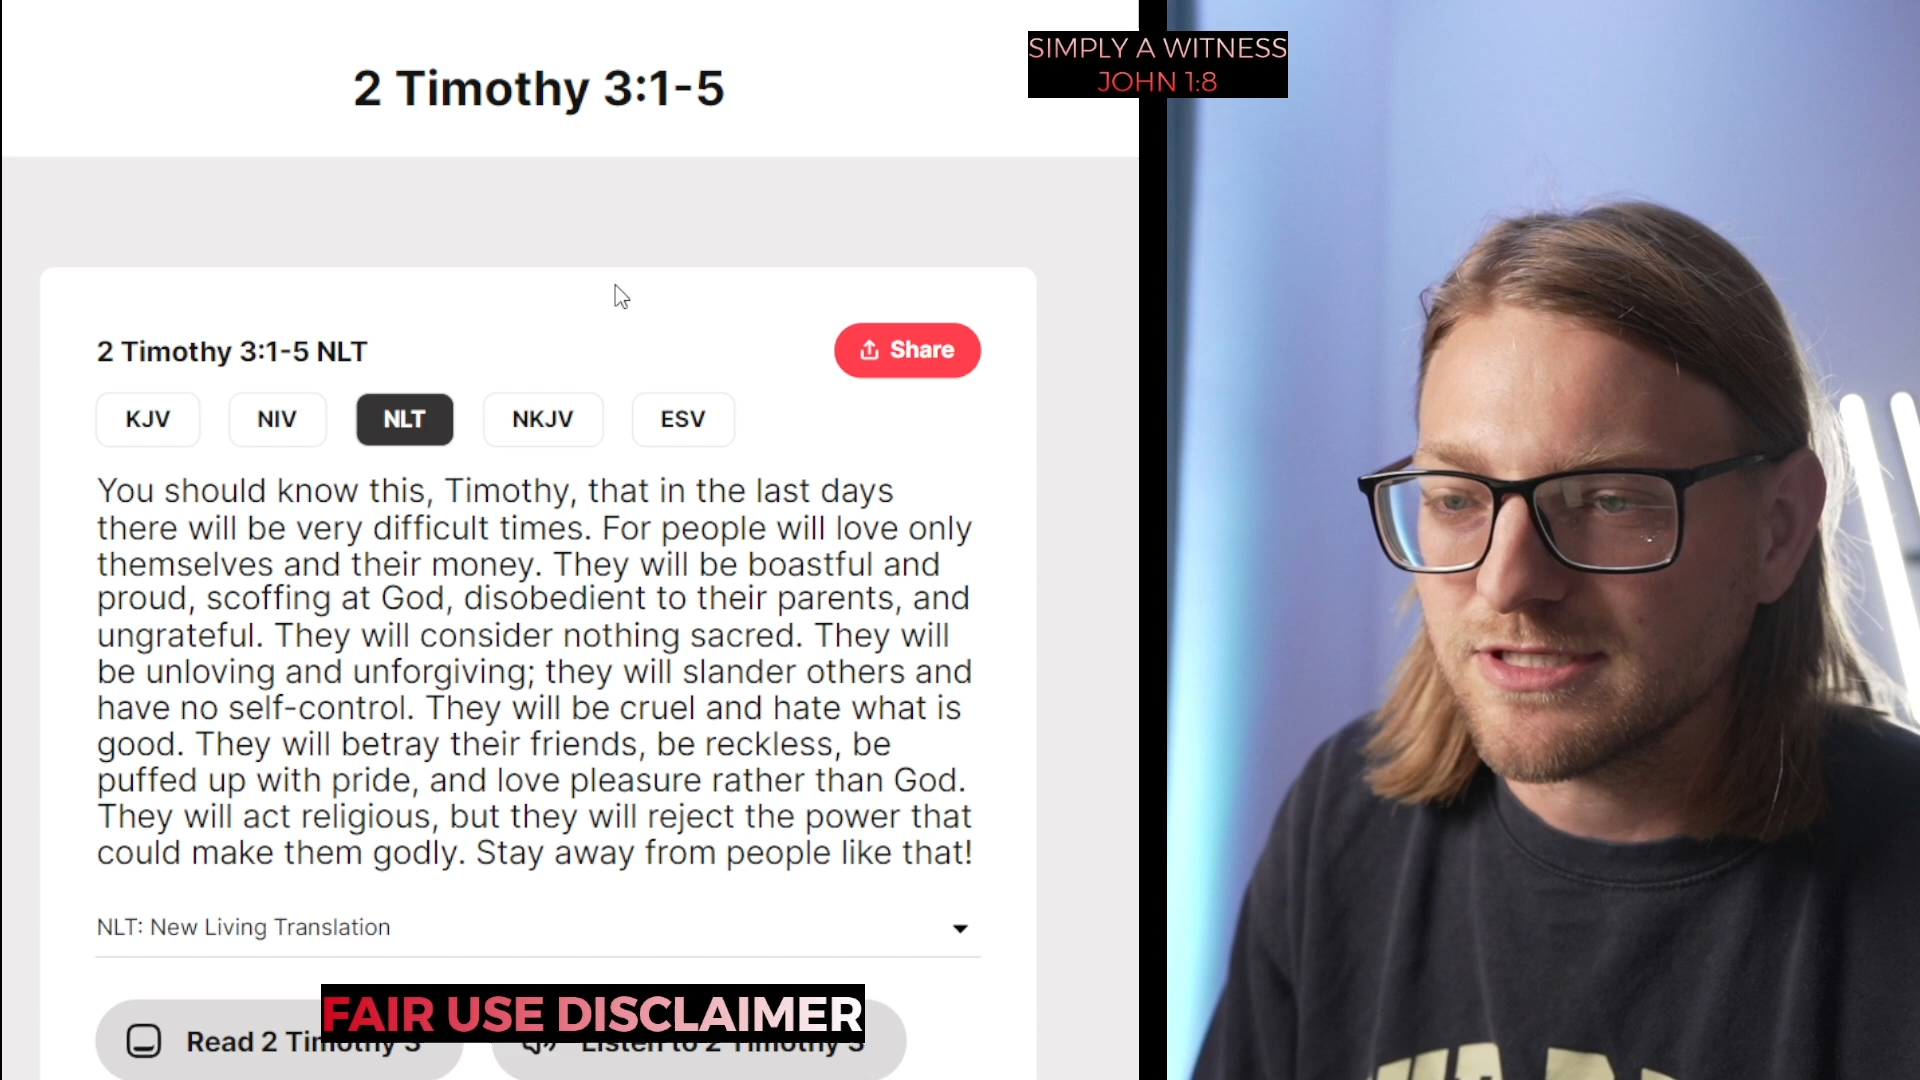 2 Timothy 3:1-5
SIMPLY A WITNESS
JOHN 1:8
2 Timothy 3:1-5 NLT
Share
KJV
NIV
NLT
NKJV
ESV
You should know this, Timothy, that in the last days
there will be very difficult times. For people will love only
themselves and their money. They will be boastful and
proud, scoffing at God, disobedient to their parents, and
ungrateful. They will consider nothing sacred. They will
be unloving and unforgiving; they will slander others and
have no self-control. They will be cruel and hate what is
good. They will betray their friends, be reckless, be
puffed up with pride, and love pleasure rather than God.
They will act religious, but they will reject the power that
could make them godly. Stay away from people like that!
NLT: New Living Translation
FAIR USE DISCLAIMER
Read 2 Timothy 3
Listen to 2 Timothy 3